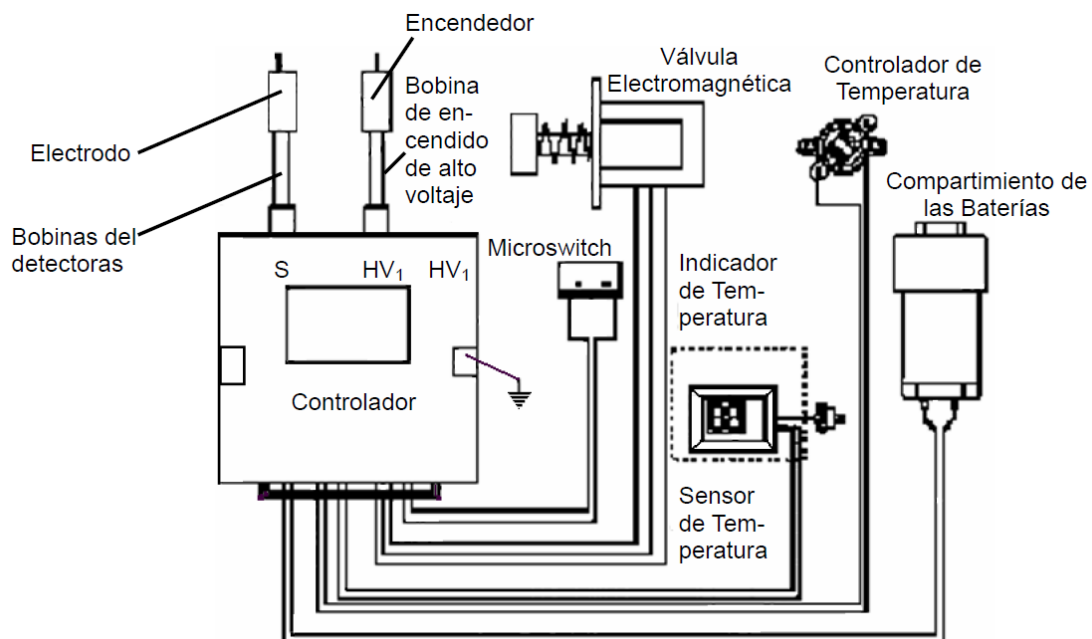 Encendedor
Electrodo
Bobina
de en-
cendido
de alto
voltaje
Bobinas del
detectoras
Válvula
Electromagnética
Controlador de
Temperatura
Compartimiento de
las Baterías
Microswitch
Indicador
de Tem-
peratura
S HV₁ HV₁
Controlador
Sensor
de Tem-
peratura